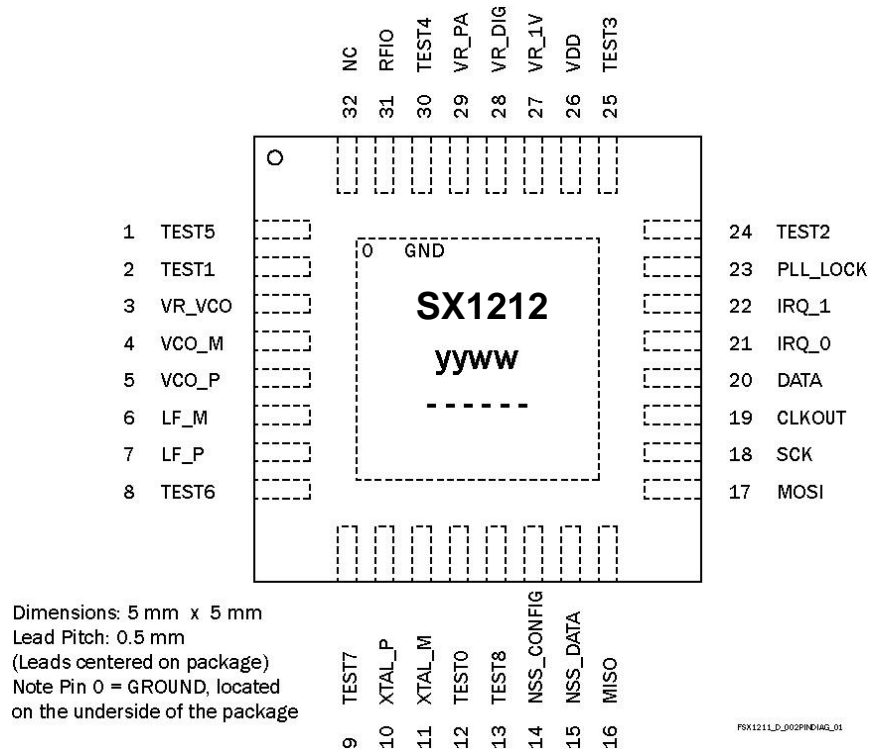 32 NC
31 RFIO
30 TEST4
29 VR_PA
28 VR_DIG
27 VR_1V
26 VDD
25 TEST3
1 TEST5
2 TEST1
3 VR_VCO
4 VCO_M
5 VCO_P
6 LF_M
7 LF_P
8 TEST6
0 GND
SX1212
yyww
------
24 TEST2
23 PLL_LOCK
22 IRQ_1
21 IRQ_0
20 DATA
19 CLKOUT
18 SCK
17 MOSI
9 TEST7
10 XTAL_P
11 XTAL_M
12 TEST0
13 TEST8
14 NSS_CONFIG
15 NSS_DATA
16 MISO
Dimensions: 5 mm x 5 mm
Lead Pitch: 0.5 mm
(Leads centered on package)
Note Pin 0 = GROUND, located
on the underside of the package
FSX1211_D_002PINDIAG_01